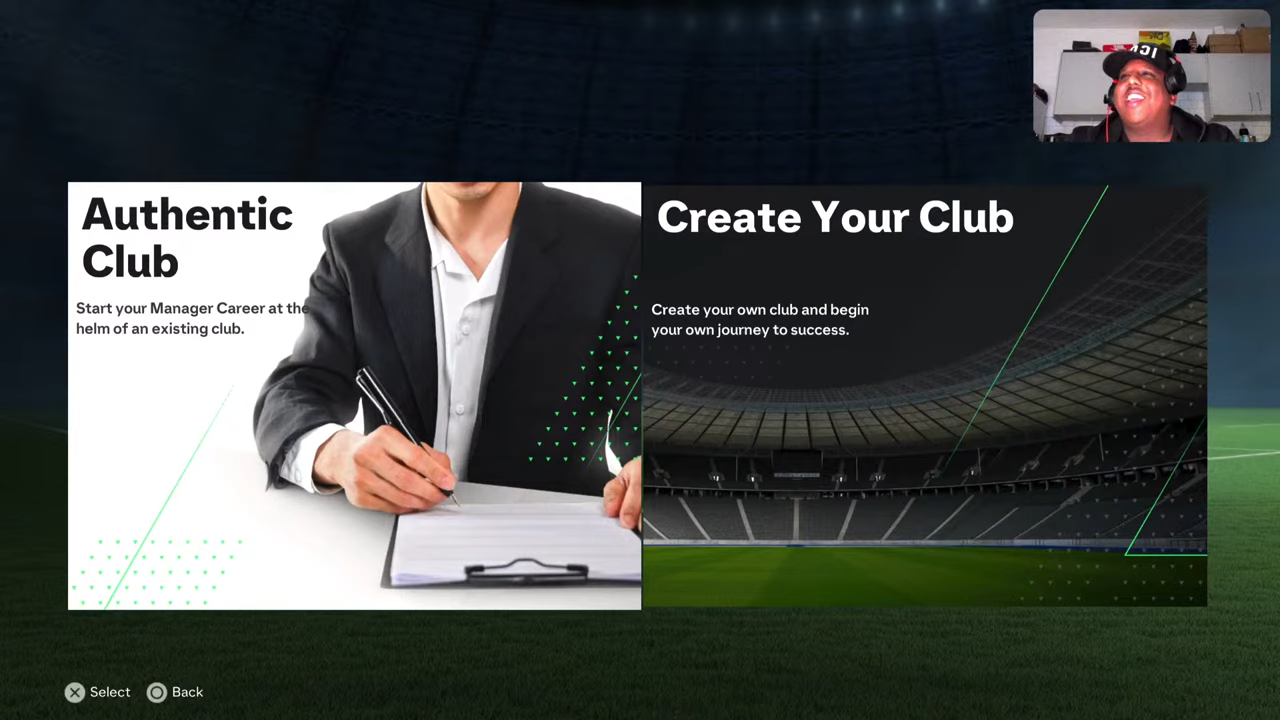 Authentic
Club
Start your Manager Career at the
helm of an existing club.
Create Your Club
Create your own club and begin
your own journey to success.
Select
Back